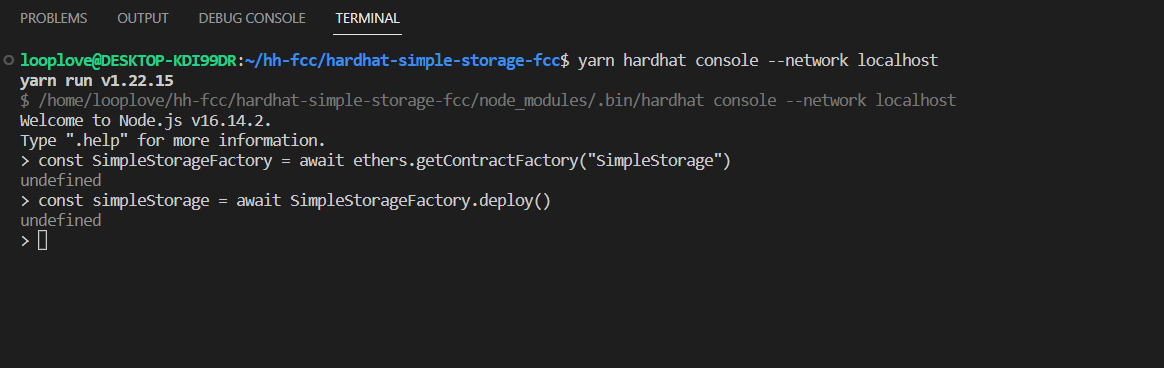 PROBLEMS OUTPUT DEBUG CONSOLE TERMINAL
looplove@DESKTOP-KDI99DR:~/hh-fcc/hardhat-simple-storage-fcc$ yarn hardhat console --network localhost
yarn run v1.22.15
$ /home/looplove/hh-fcc/hardhat-simple-storage-fcc/node_modules/.bin/hardhat console --network localhost
Welcome to Node.js v16.14.2.
Type ".help" for more information.
> const SimpleStorageFactory = await ethers.getContractFactory("SimpleStorage")
undefined
> const simpleStorage = await SimpleStorageFactory.deploy()
undefined
>